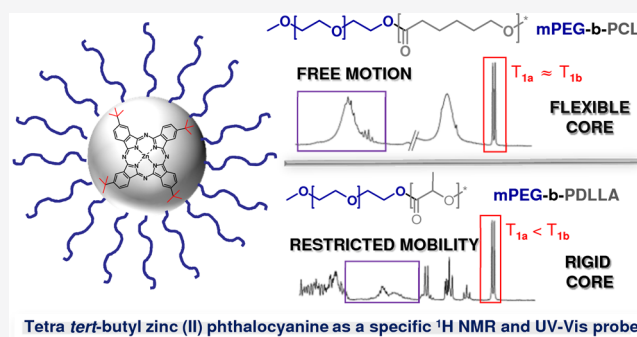 mPEG-b-PCL
FREE MOTION
T1a ≈ T1b
FLEXIBLE
CORE
mPEG-b-PDLLA
RESTRICTED MOBILITY
T1a < T1b
RIGID
CORE
O
O
O
O
O
*
N
N
N
N
Zn
N
N
N
N
O
O
O
O
O
*
Tetra tert-butyl zinc (II) phthalocyanine as a specific ¹H NMR and UV-Vis probe